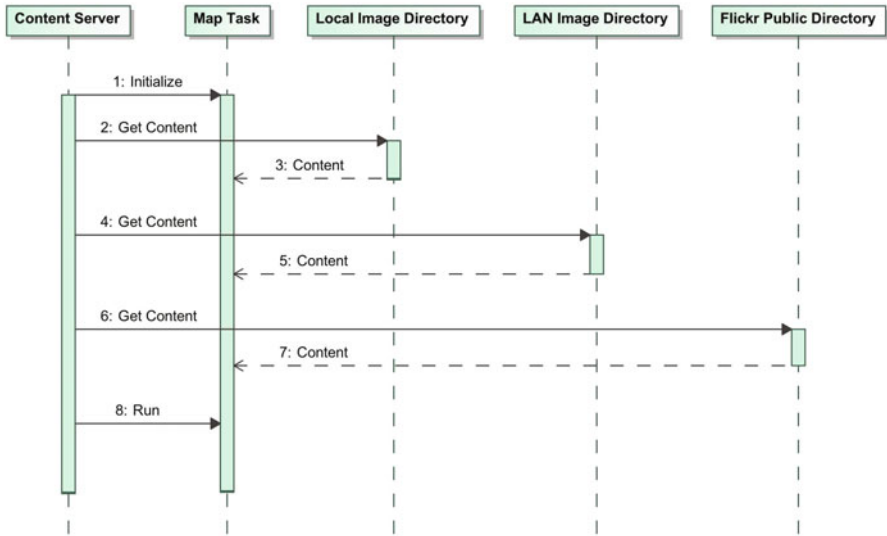 Content Server
Map Task
Local Image Directory
LAN Image Directory
Flickr Public Directory
1: Initialize
2: Get Content
3: Content
4: Get Content
5: Content
6: Get Content
7: Content
8: Run